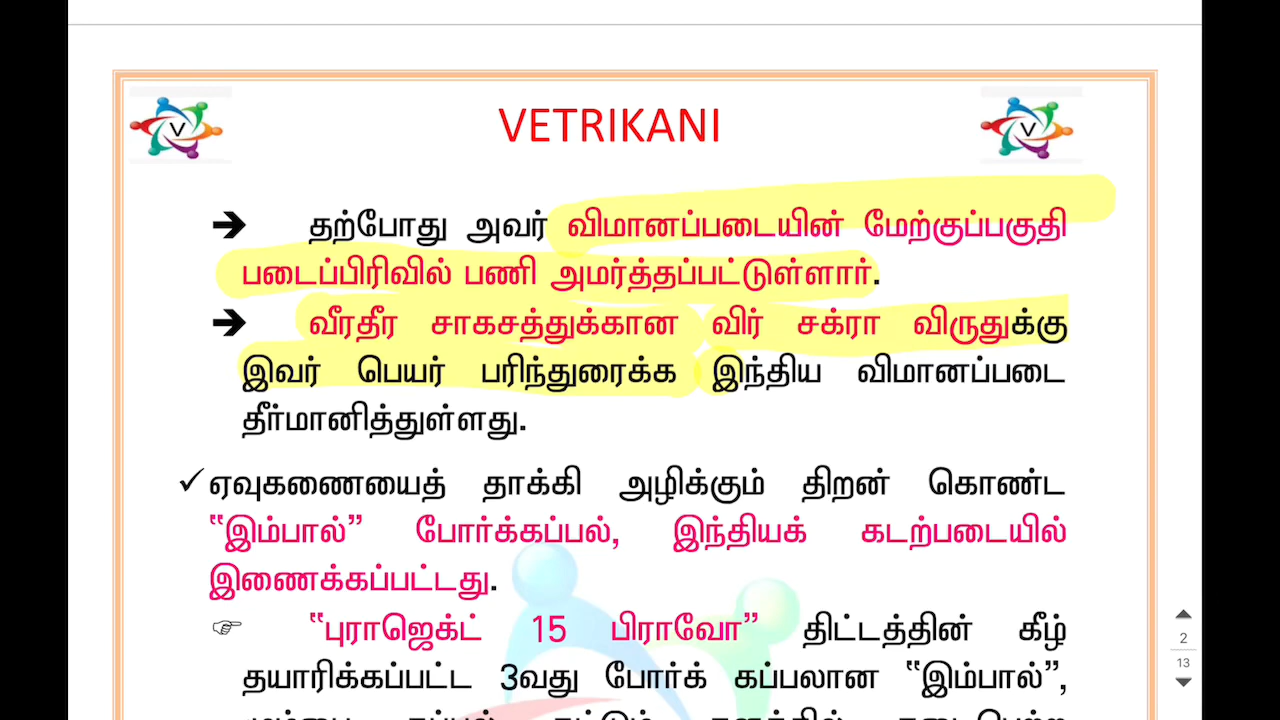 VETRIKANI
V
V
➔ தற்போது அவர் விமானப்படையின் மேற்குப்பகுதி
படைப்பிரிவில் பணி அமர்த்தப்பட்டுள்ளார்.
➔ வீரதீர சாகசத்துக்கான விர் சக்ரா விருதுக்கு
இவர் பெயர் பரிந்துரைக்க இந்திய விமானப்படை
தீர்மானித்துள்ளது.
✓ ஏவுகணையைத் தாக்கி அழிக்கும் திறன் கொண்ட
“இம்பால்” போர்க்கப்பல், இந்தியக் கடற்படையில்
இணைக்கப்பட்டது.
☞ “புராஜெக்ட் 15 பிராவோ” திட்டத்தின் கீழ்
தயாரிக்கப்பட்ட 3வது போர்க் கப்பலான “இம்பால்”,
2
13